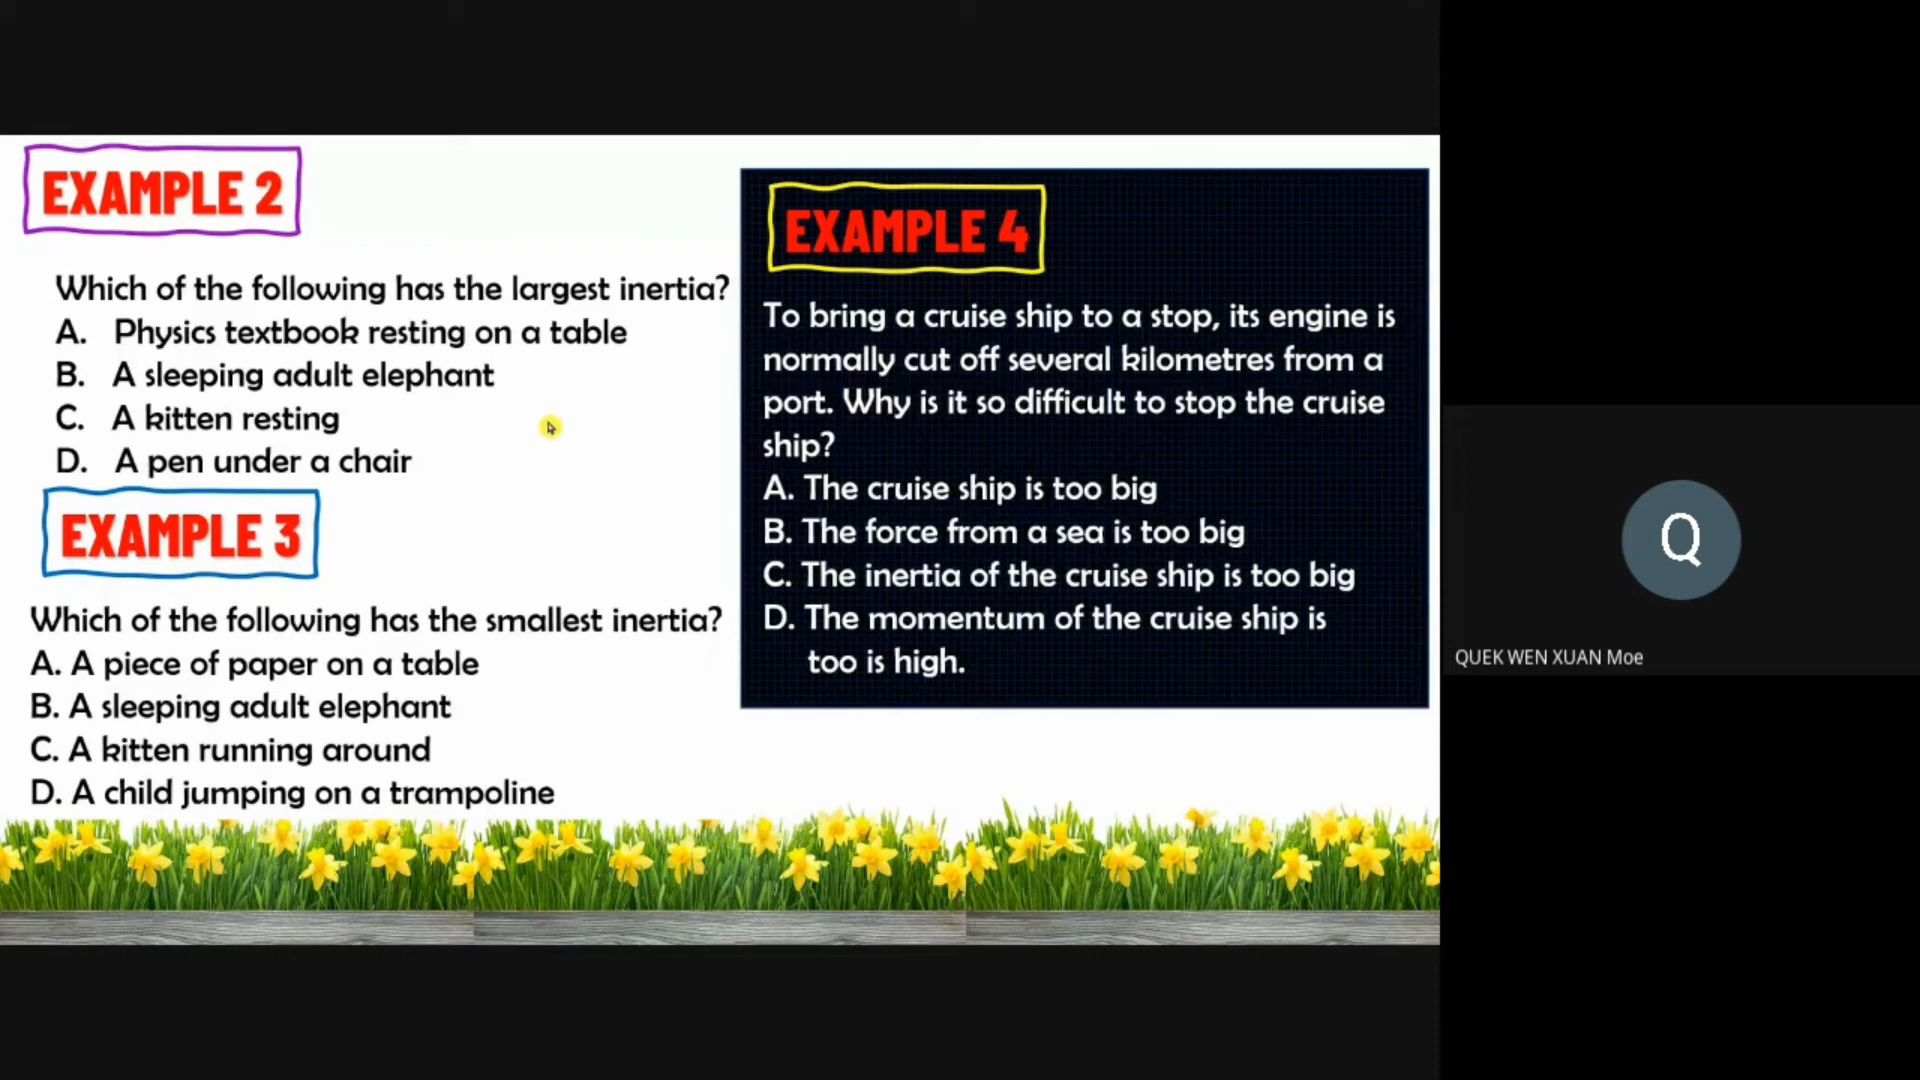 EXAMPLE 2
Which of the following has the largest inertia?
A. Physics textbook resting on a table
B. A sleeping adult elephant
C. A kitten resting
D. A pen under a chair
EXAMPLE 3
Which of the following has the smallest inertia?
A. A piece of paper on a table
B. A sleeping adult elephant
C. A kitten running around
D. A child jumping on a trampoline
EXAMPLE 4
To bring a cruise ship to a stop, its engine is
normally cut off several kilometres from a
port. Why is it so difficult to stop the cruise
ship?
A. The cruise ship is too big
B. The force from a sea is too big
C. The inertia of the cruise ship is too big
D. The momentum of the cruise ship is
too is high.
Q
QUEK WEN XUAN Moe